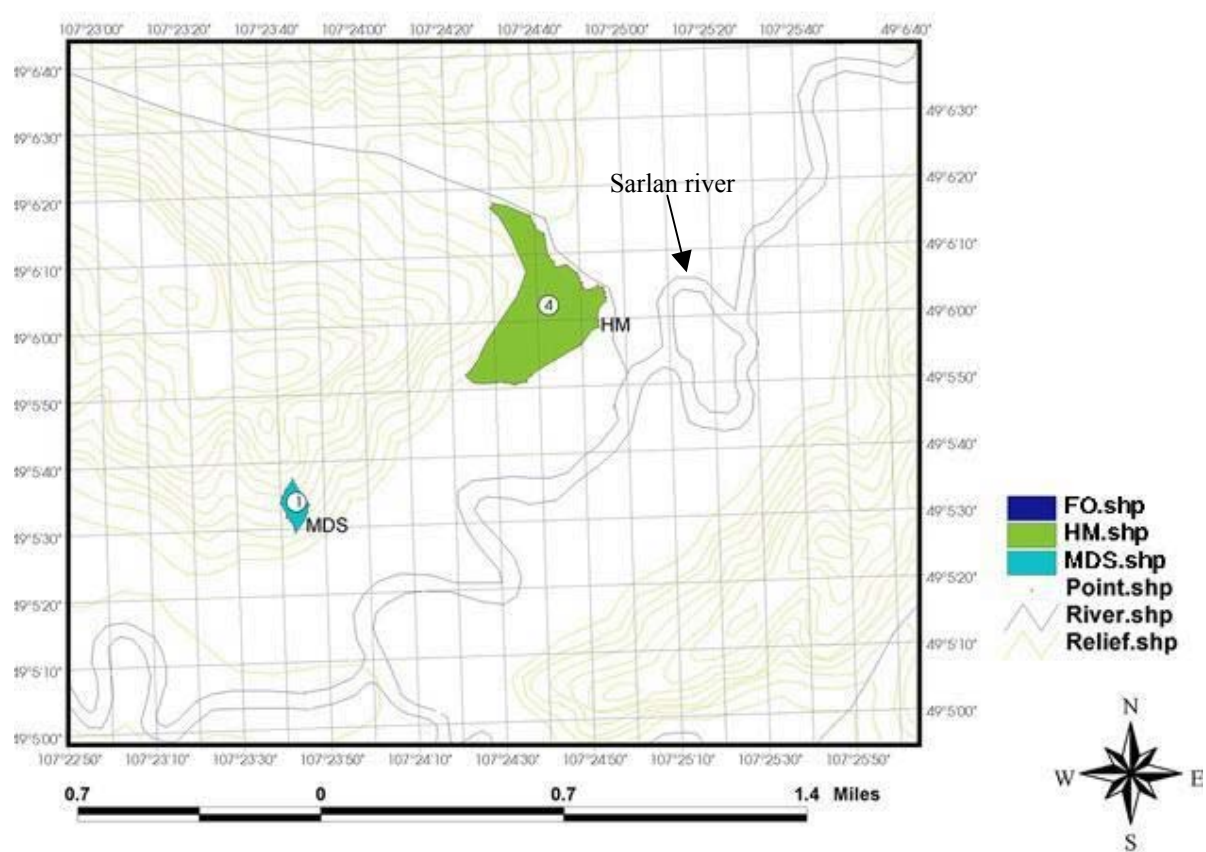 107°23'00" 107°23'20" 107°23'40" 107°24'00" 107°24'20" 107°24'40" 107°25'00" 107°25'20" 107°25'40" 49°6'40"
49°6'40"
49°6'30"
49°6'30"
49°6'20"
Sarlan river
49°6'20"
49°6'10"
49°6'10"
4
49°6'00"
HM
49°6'00"
49°5'50"
49°5'50"
49°5'40"
49°5'40"
1
MDS
49°5'30"
49°5'30"
49°5'20"
49°5'20"
49°5'10"
49°5'10"
49°5'00"
49°5'00"
107°22'50" 107°23'10" 107°23'30" 107°23'50" 107°24'10" 107°24'30" 107°24'50" 107°25'10" 107°25'30" 107°25'50"
0.7 0 0.7 1.4 Miles
FO.shp
HM.shp
MDS.shp
Point.shp
River.shp
Relief.shp
N
W E
S